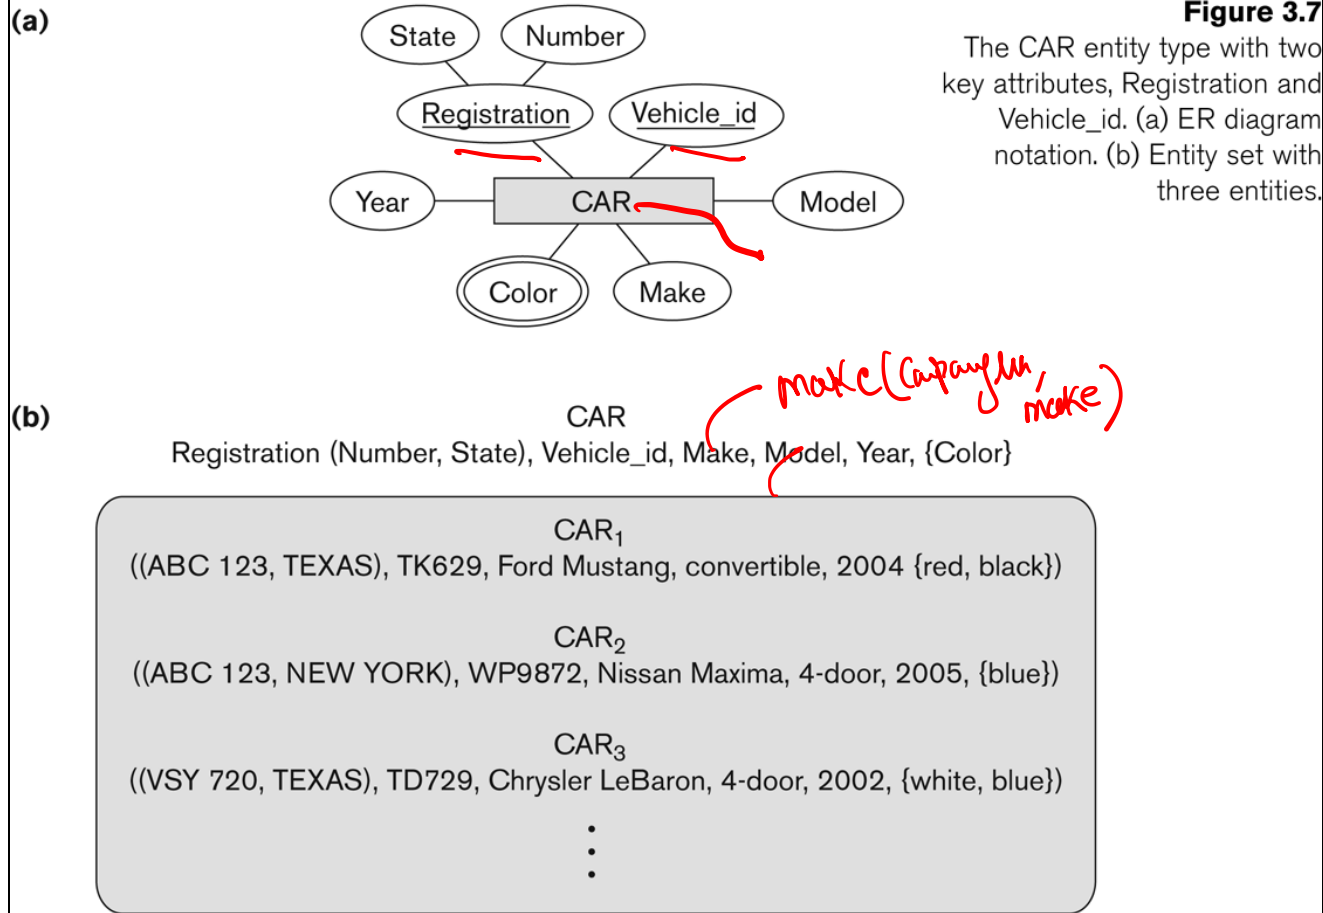 (a)
Figure 3.7
The CAR entity type with two
key attributes, Registration and
Vehicle_id. (a) ER diagram
notation. (b) Entity set with
three entities.
State
Number
Registration
Vehicle_id
Year
CAR
Model
Color
Make
make(
make)
(b)
CAR
Registration (Number, State), Vehicle_id, Make, Model, Year, {Color}
CAR₁
((ABC 123, TEXAS), TK629, Ford Mustang, convertible, 2004 {red, black})
CAR₂
((ABC 123, NEW YORK), WP9872, Nissan Maxima, 4-door, 2005, {blue})
CAR₃
((VSY 720, TEXAS), TD729, Chrysler LeBaron, 4-door, 2002, {white, blue})